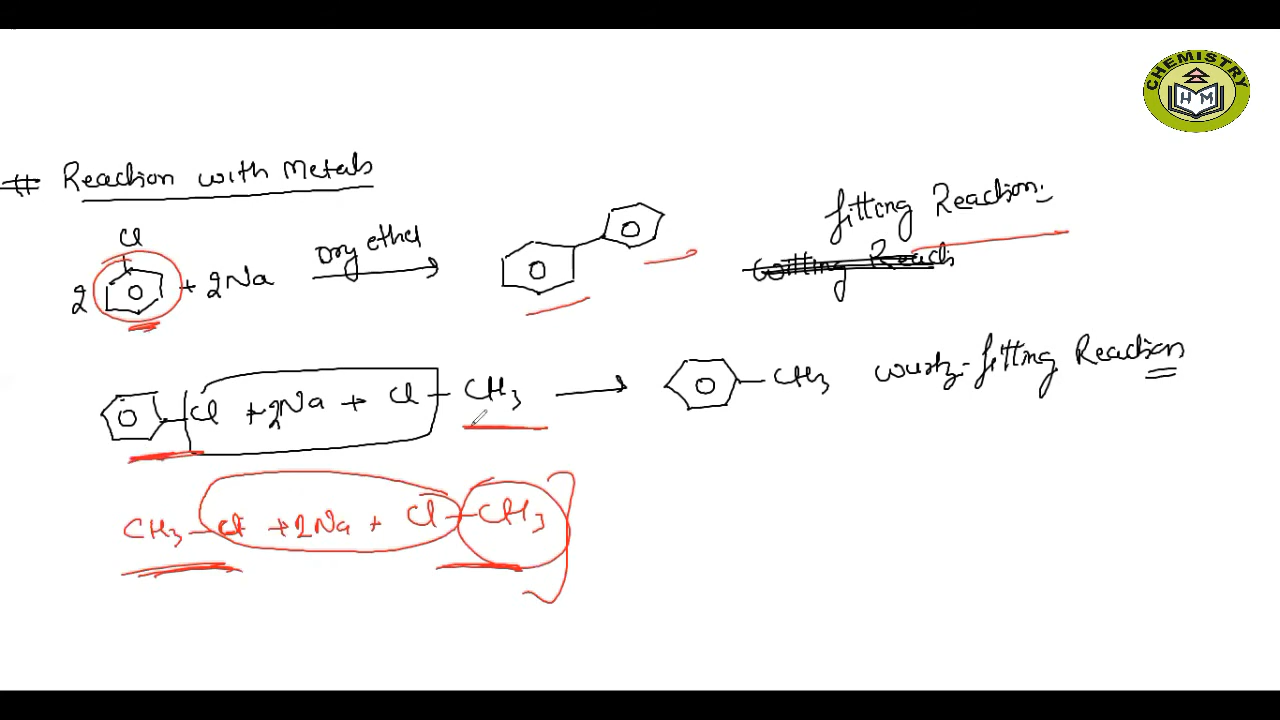 CHEMISTRY
HM
# Reaction with Metals
fitting Reaction.
Cl
2 + 2Na Dry ether
Cl +2Na + Cl - CH3 → CH3 wurtz-fitting Reaction
CH3 - Cl +2Na + Cl - CH3